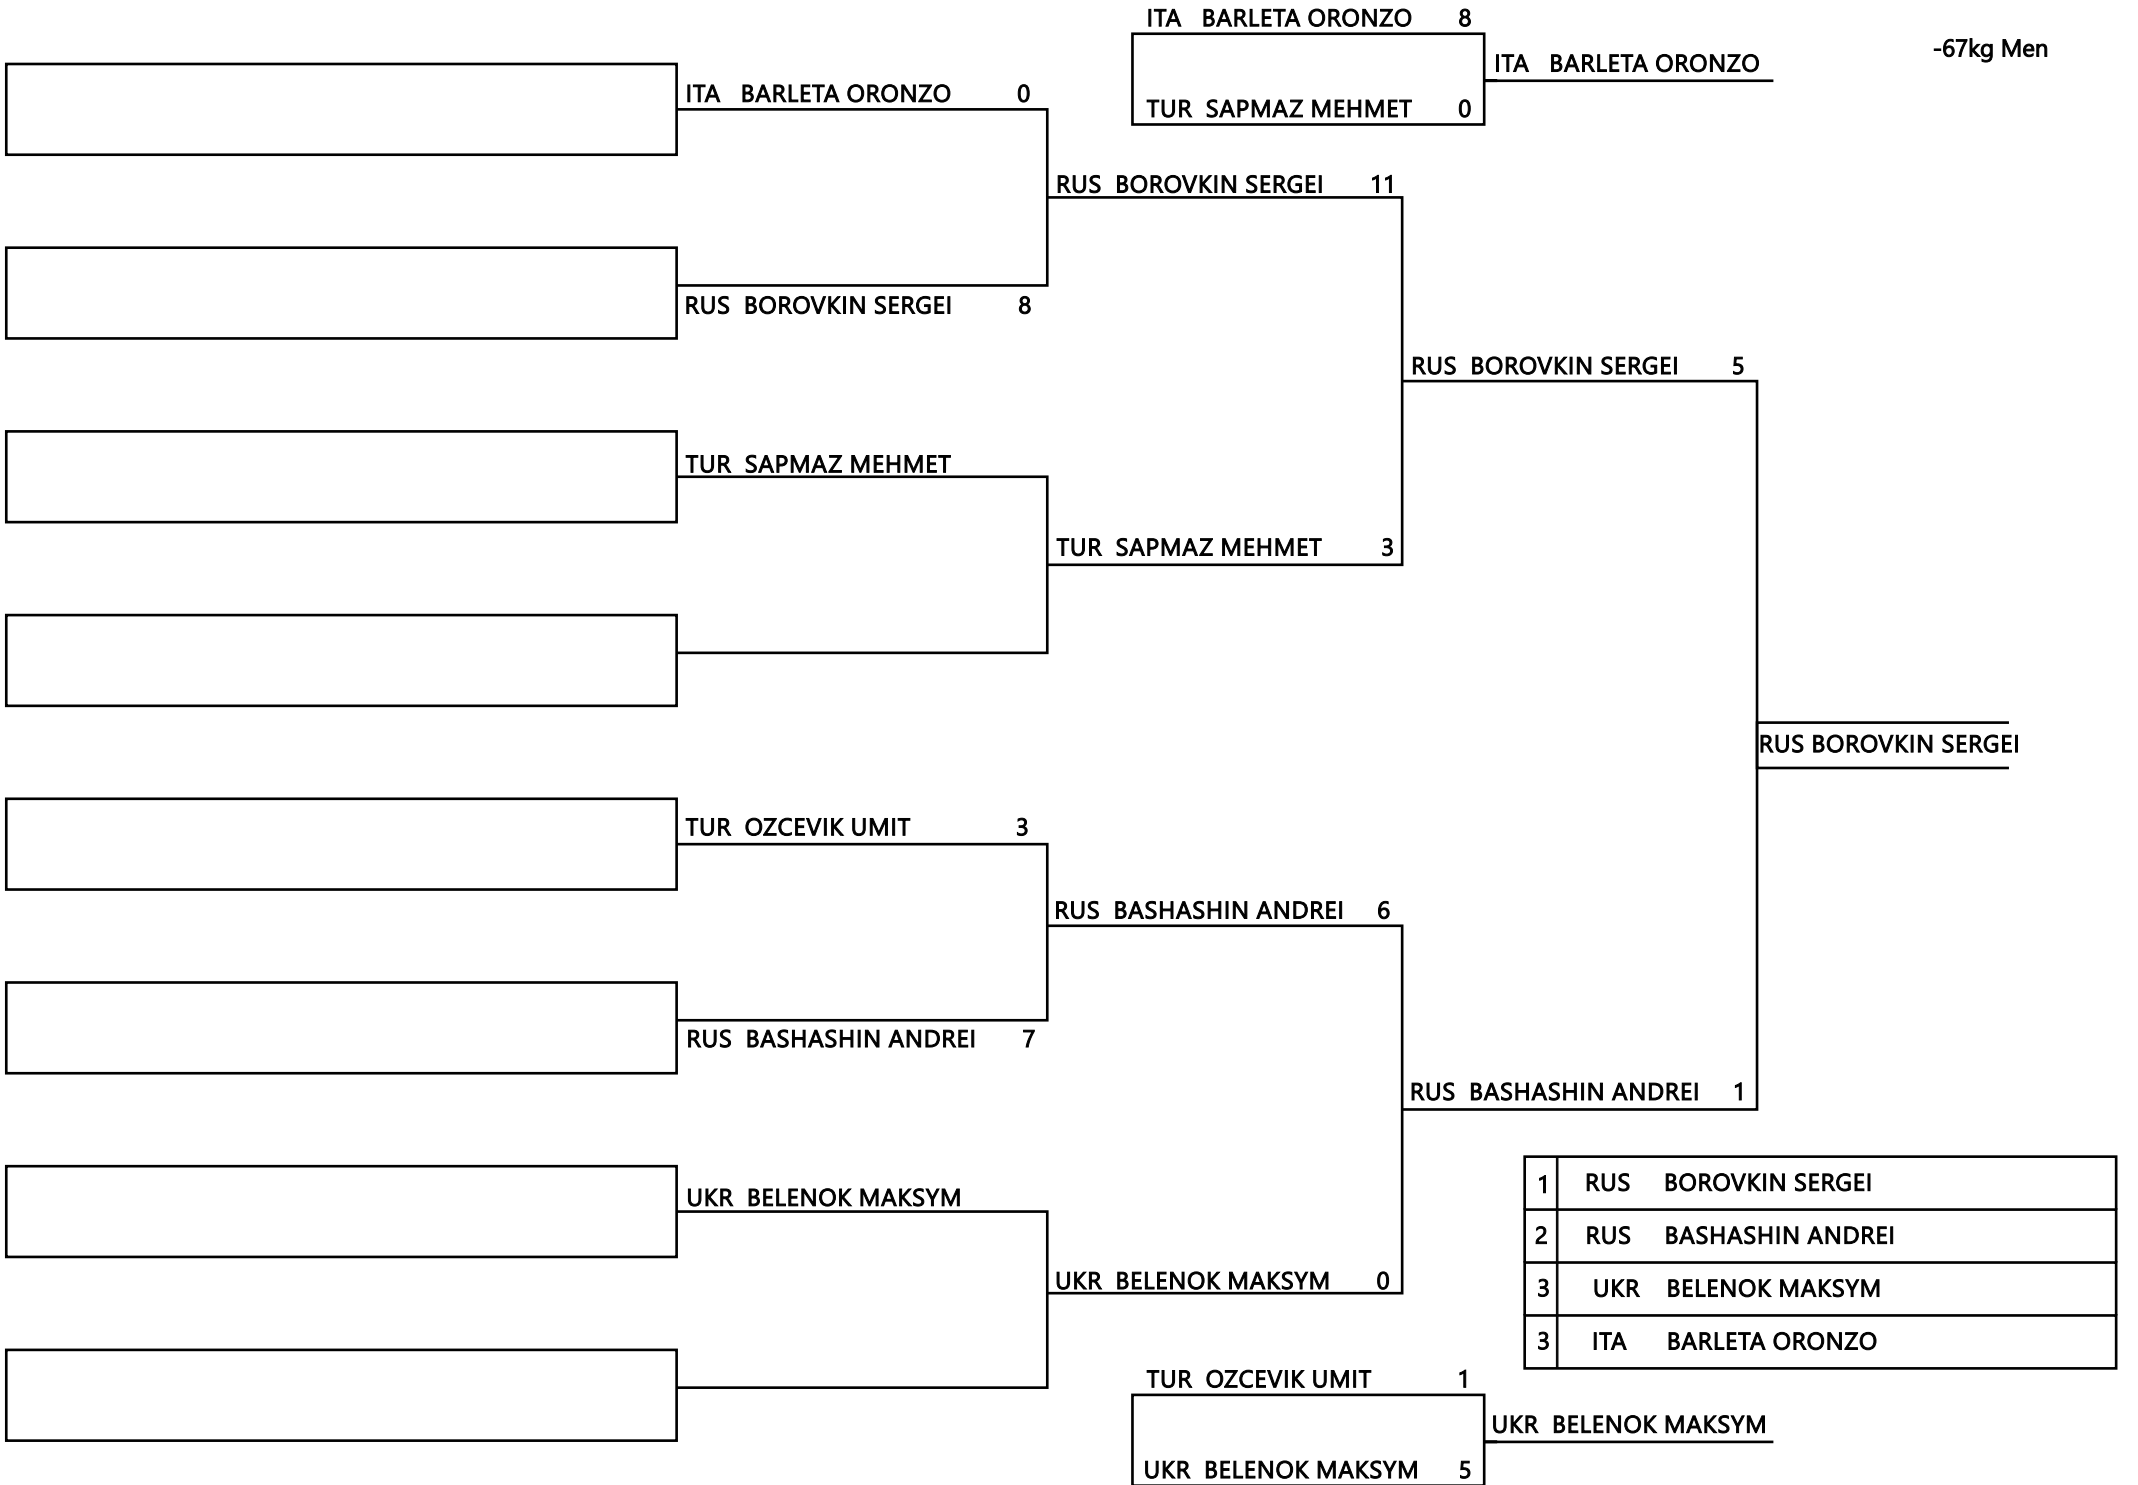 ITA BARLETA ORONZO 8
-67kg Men
ITA BARLETA ORONZO
ITA BARLETA ORONZO 0
TUR SAPMAZ MEHMET 0
RUS BOROVKIN SERGEI 11
RUS BOROVKIN SERGEI 8
RUS BOROVKIN SERGEI 5
TUR SAPMAZ MEHMET
TUR SAPMAZ MEHMET 3
RUS BOROVKIN SERGEI
TUR OZCEVIK UMIT 3
RUS BASHASHIN ANDREI 6
RUS BASHASHIN ANDREI 7
RUS BASHASHIN ANDREI 1
UKR BELENOK MAKSYM
UKR BELENOK MAKSYM 0
1 RUS BOROVKIN SERGEI
2 RUS BASHASHIN ANDREI
3 UKR BELENOK MAKSYM
3 ITA BARLETA ORONZO
TUR OZCEVIK UMIT 1
UKR BELENOK MAKSYM
UKR BELENOK MAKSYM 5